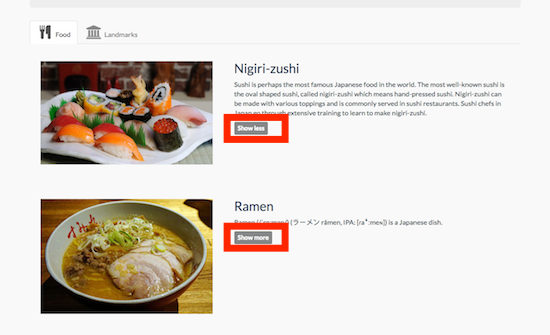 Food
Landmarks
Nigiri-zushi
Sushi is perhaps the most famous Japanese food in the world. The most well-known sushi is
the oval shaped sushi, called nigiri-zushi which means hand-pressed sushi. Nigiri-zushi can
be made with various toppings and is commonly served in sushi restaurants. Sushi chefs in
Japan go through extensive training to learn to make nigiri-zushi.
Show less
Ramen
(ラーメン rāmen, IPA: is a Japanese dish.
Show more